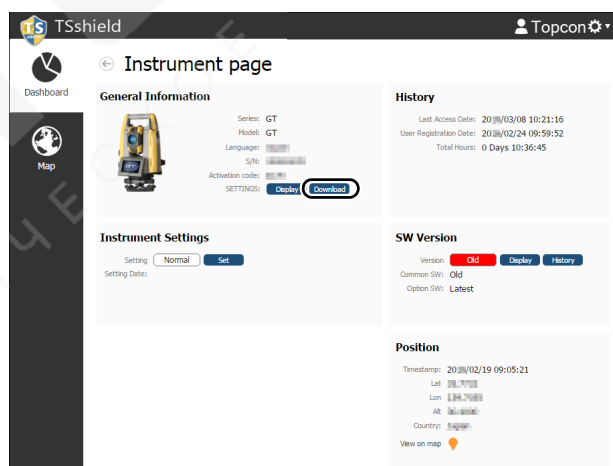 TS TSshield Topcon
Dashboard
Map
Instrument page
General Information
Series: GT
Model: GT
Language:
S/N:
Activation code:
SETTINGS: Display Download
Instrument Settings
Setting Normal Set
Setting Date:
History
Last Access Date: 20 /03/08 10:21:16
User Registration Date: 20 /02/24 09:59:52
Total Hours: 0 Days 10:36:45
SW Version
Version Old Display History
Common SW: Old
Option SW: Latest
Position
Timestamp: 20 /02/19 09:05:21
Lat
Lon
Alt
Country:
View on map